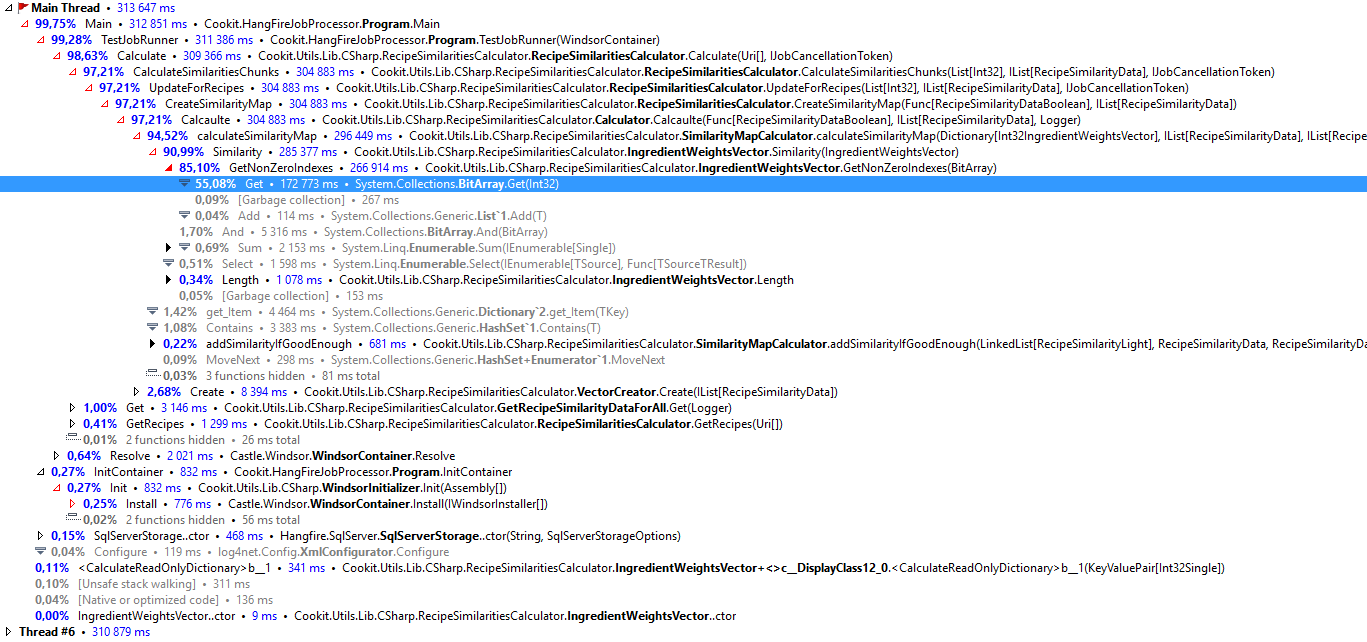 Main Thread • 313 647 ms
99,75% Main • 312 851 ms • Cookit.HangFireJobProcessor.Program.Main
99,28% TestJobRunner • 311 386 ms • Cookit.HangFireJobProcessor.Program.TestJobRunner(WindsorContainer)
98,63% Calculate • 309 366 ms • Cookit.Utils.Lib.CSharp.RecipeSimilaritiesCalculator.RecipeSimilaritiesCalculator.Calculate(Uri[], IJobCancellationToken)
97,21% CalculateSimilaritiesChunks • 304 883 ms • Cookit.Utils.Lib.CSharp.RecipeSimilaritiesCalculator.RecipeSimilaritiesCalculator.CalculateSimilaritiesChunks(List[Int32], IList[RecipeSimilarityData], IJobCancellationToken)
97,21% UpdateForRecipes • 304 883 ms • Cookit.Utils.Lib.CSharp.RecipeSimilaritiesCalculator.RecipeSimilaritiesCalculator.UpdateForRecipes(List[Int32], IList[RecipeSimilarityData], IJobCancellationToken)
97,21% CreateSimilarityMap • 304 883 ms • Cookit.Utils.Lib.CSharp.RecipeSimilaritiesCalculator.RecipeSimilaritiesCalculator.CreateSimilarityMap(Func[RecipeSimilarityDataBoolean], IList[RecipeSimilarityData])
97,21% Calcaulte • 304 883 ms • Cookit.Utils.Lib.CSharp.RecipeSimilaritiesCalculator.Calculator.Calcaulte(Func[RecipeSimilarityDataBoolean], IList[RecipeSimilarityData], Logger)
94,52% calculateSimilarityMap • 296 449 ms • Cookit.Utils.Lib.CSharp.RecipeSimilaritiesCalculator.SimilarityMapCalculator.calculateSimilarityMap(Dictionary[Int32IngredientWeightsVector], IList[RecipeSimilarityData], IList[Recipe
90,99% Similarity • 285 377 ms • Cookit.Utils.Lib.CSharp.RecipeSimilaritiesCalculator.IngredientWeightsVector.Similarity(IngredientWeightsVector)
85,10% GetNonZeroIndexes • 266 914 ms • Cookit.Utils.Lib.CSharp.RecipeSimilaritiesCalculator.IngredientWeightsVector.GetNonZeroIndexes(BitArray)
55,08% Get • 172 773 ms • System.Collections.BitArray.Get(Int32)
0,09% [Garbage collection] • 267 ms
0,04% Add • 114 ms • System.Collections.Generic.List`1.Add(T)
1,70% And • 5 316 ms • System.Collections.BitArray.And(BitArray)
0,69% Sum • 2 153 ms • System.Linq.Enumerable.Sum(IEnumerable[Single])
0,51% Select • 1 598 ms • System.Linq.Enumerable.Select(IEnumerable[TSource], Func[TSourceTResult])
0,34% Length • 1 078 ms • Cookit.Utils.Lib.CSharp.RecipeSimilaritiesCalculator.IngredientWeightsVector.Length
0,05% [Garbage collection] • 153 ms
1,42% get_Item • 4 464 ms • System.Collections.Generic.Dictionary`2.get_Item(TKey)
1,08% Contains • 3 383 ms • System.Collections.Generic.HashSet`1.Contains(T)
0,22% addSimilarityIfGoodEnough • 681 ms • Cookit.Utils.Lib.CSharp.RecipeSimilaritiesCalculator.SimilarityMapCalculator.addSimilarityIfGoodEnough(LinkedList[RecipeSimilarityLight], RecipeSimilarityData, RecipeSimilarityDa
0,09% MoveNext • 298 ms • System.Collections.Generic.HashSet+Enumerator`1.MoveNext
0,03% 3 functions hidden • 81 ms total
2,68% Create • 8 394 ms • Cookit.Utils.Lib.CSharp.RecipeSimilaritiesCalculator.VectorCreator.Create(IList[RecipeSimilarityData])
1,00% Get • 3 146 ms • Cookit.Utils.Lib.CSharp.RecipeSimilaritiesCalculator.GetRecipeSimilarityDataForAll.Get(Logger)
0,41% GetRecipes • 1 299 ms • Cookit.Utils.Lib.CSharp.RecipeSimilaritiesCalculator.RecipeSimilaritiesCalculator.GetRecipes(Uri[])
0,01% 2 functions hidden • 26 ms total
0,64% Resolve • 2 021 ms • Castle.Windsor.WindsorContainer.Resolve
0,27% InitContainer • 832 ms • Cookit.HangFireJobProcessor.Program.InitContainer
0,27% Init • 832 ms • Cookit.Utils.Lib.CSharp.WindsorInitializer.Init(Assembly[])
0,25% Install • 776 ms • Castle.Windsor.WindsorContainer.Install(IWindsorInstaller[])
0,02% 2 functions hidden • 56 ms total
0,15% SqlServerStorage..ctor • 468 ms • Hangfire.SqlServer.SqlServerStorage..ctor(String, SqlServerStorageOptions)
0,04% Configure • 119 ms • log4net.Config.XmlConfigurator.Configure
0,11% <CalculateReadOnlyDictionary>b__1 • 341 ms • Cookit.Utils.Lib.CSharp.RecipeSimilaritiesCalculator.IngredientWeightsVector+<>c__DisplayClass12_0.<CalculateReadOnlyDictionary>b__1(KeyValuePair[Int32Single])
0,10% [Unsafe stack walking] • 311 ms
0,04% [Native or optimized code] • 136 ms
0,00% IngredientWeightsVector..ctor • 9 ms • Cookit.Utils.Lib.CSharp.RecipeSimilaritiesCalculator.IngredientWeightsVector..ctor
Thread #6 • 310 879 ms